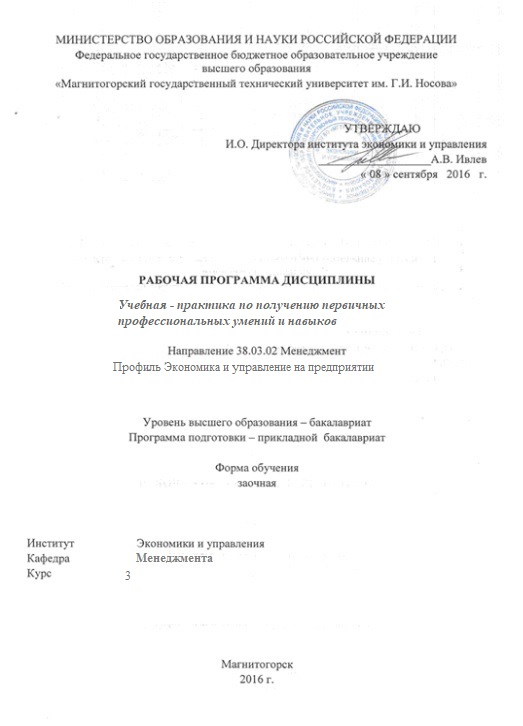 МИНИСТЕРСТВО ОБРАЗОВАНИЯ И НАУКИ РОССИЙСКОЙ ФЕДЕРАЦИИ
Федеральное государственное бюджетное образовательное учреждение
высшего образования
«Магнитогорский государственный технический университет им. Г.И. Носова»
УТВЕРЖДАЮ
И.О. Директора института экономики и управления
А.В. Ивлев
« 08 » сентября 2016 г.
РАБОЧАЯ ПРОГРАММА ДИСЦИПЛИНЫ
Учебная - практика по получению первичных
профессиональных умений и навыков
Направление 38.03.02 Менеджмент
Профиль Экономика и управление на предприятии
Уровень высшего образования – бакалавриат
Программа подготовки – прикладной бакалавриат
Форма обучения
заочная
Институт Экономики и управления
Кафедра Менеджмента
Курс 3
Магнитогорск
2016 г.